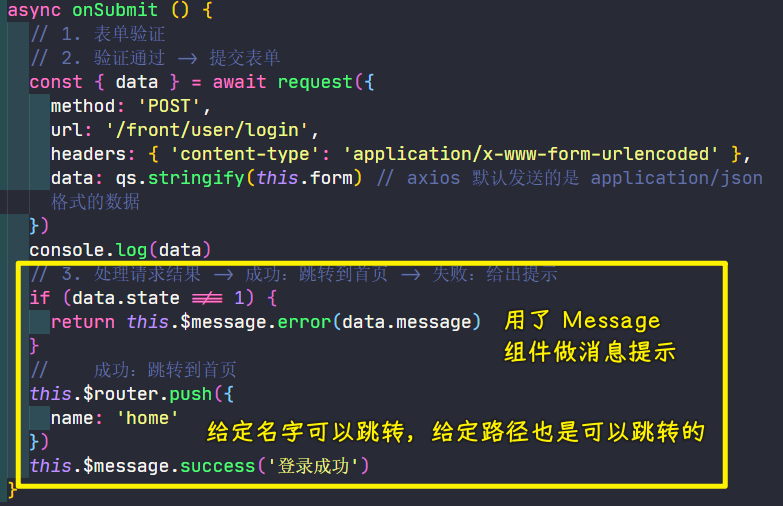 async onSubmit () {
// 1. 表单验证
// 2. 验证通过 -> 提交表单
const { data } = await request({
method: 'POST',
url: '/front/user/login',
headers: { 'content-type': 'application/x-www-form-urlencoded' },
data: qs.stringify(this.form) // axios 默认发送的是 application/json
格式的数据
})
console.log(data)
// 3. 处理请求结果 -> 成功: 跳转到首页 -> 失败: 给出提示
if (data.state !== 1) {
return this.$message.error(data.message)
用了 Message
组件做消息提示
}
// 成功: 跳转到首页
this.$router.push({
name: 'home'
给定名字可以跳转，给定路径也是可以跳转的
})
this.$message.success('登录成功')
}